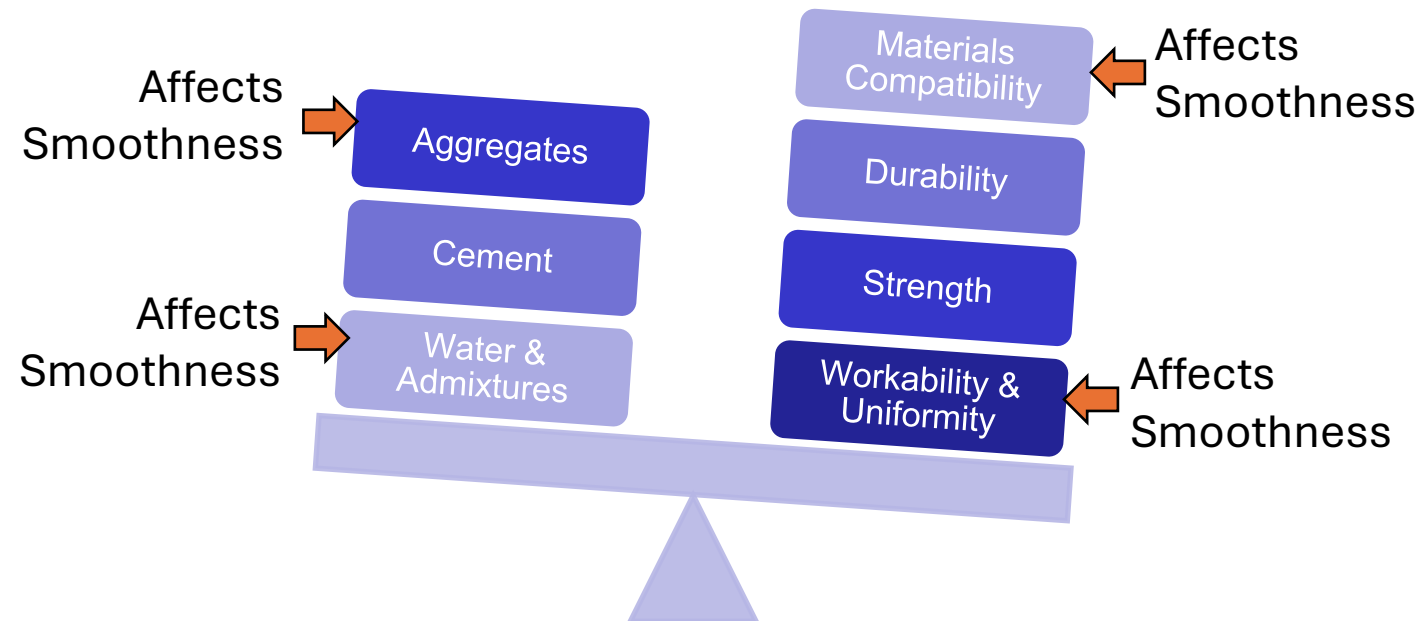 Affects
Smoothness
Aggregates
Cement
Affects
Smoothness
Water &
Admixtures
Materials
Compatibility
Affects
Smoothness
Durability
Strength
Workability &
Uniformity
Affects
Smoothness